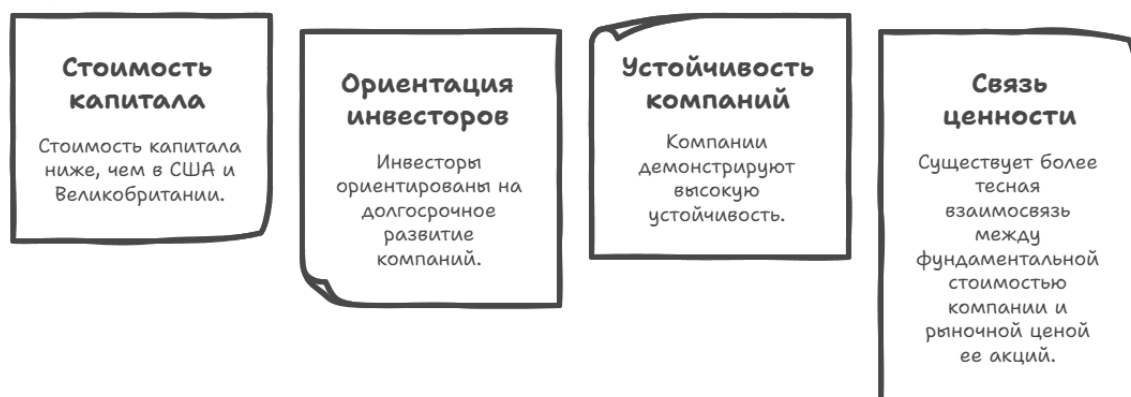 Стоимость
капитала
Стоимость капитала
ниже, чем в США и
Великобритании.
Ориентация
инвесторов
Инвесторы
ориентированы на
долгосрочное
развитие
компаний.
Устойчивость
компаний
Компании
демонстрируют
высокую
устойчивость.
Связь
ценности
Существует более
тесная
взаимосвязь
между
фундаментальной
стоимостью
компании и
рыночной ценой
ее акций.